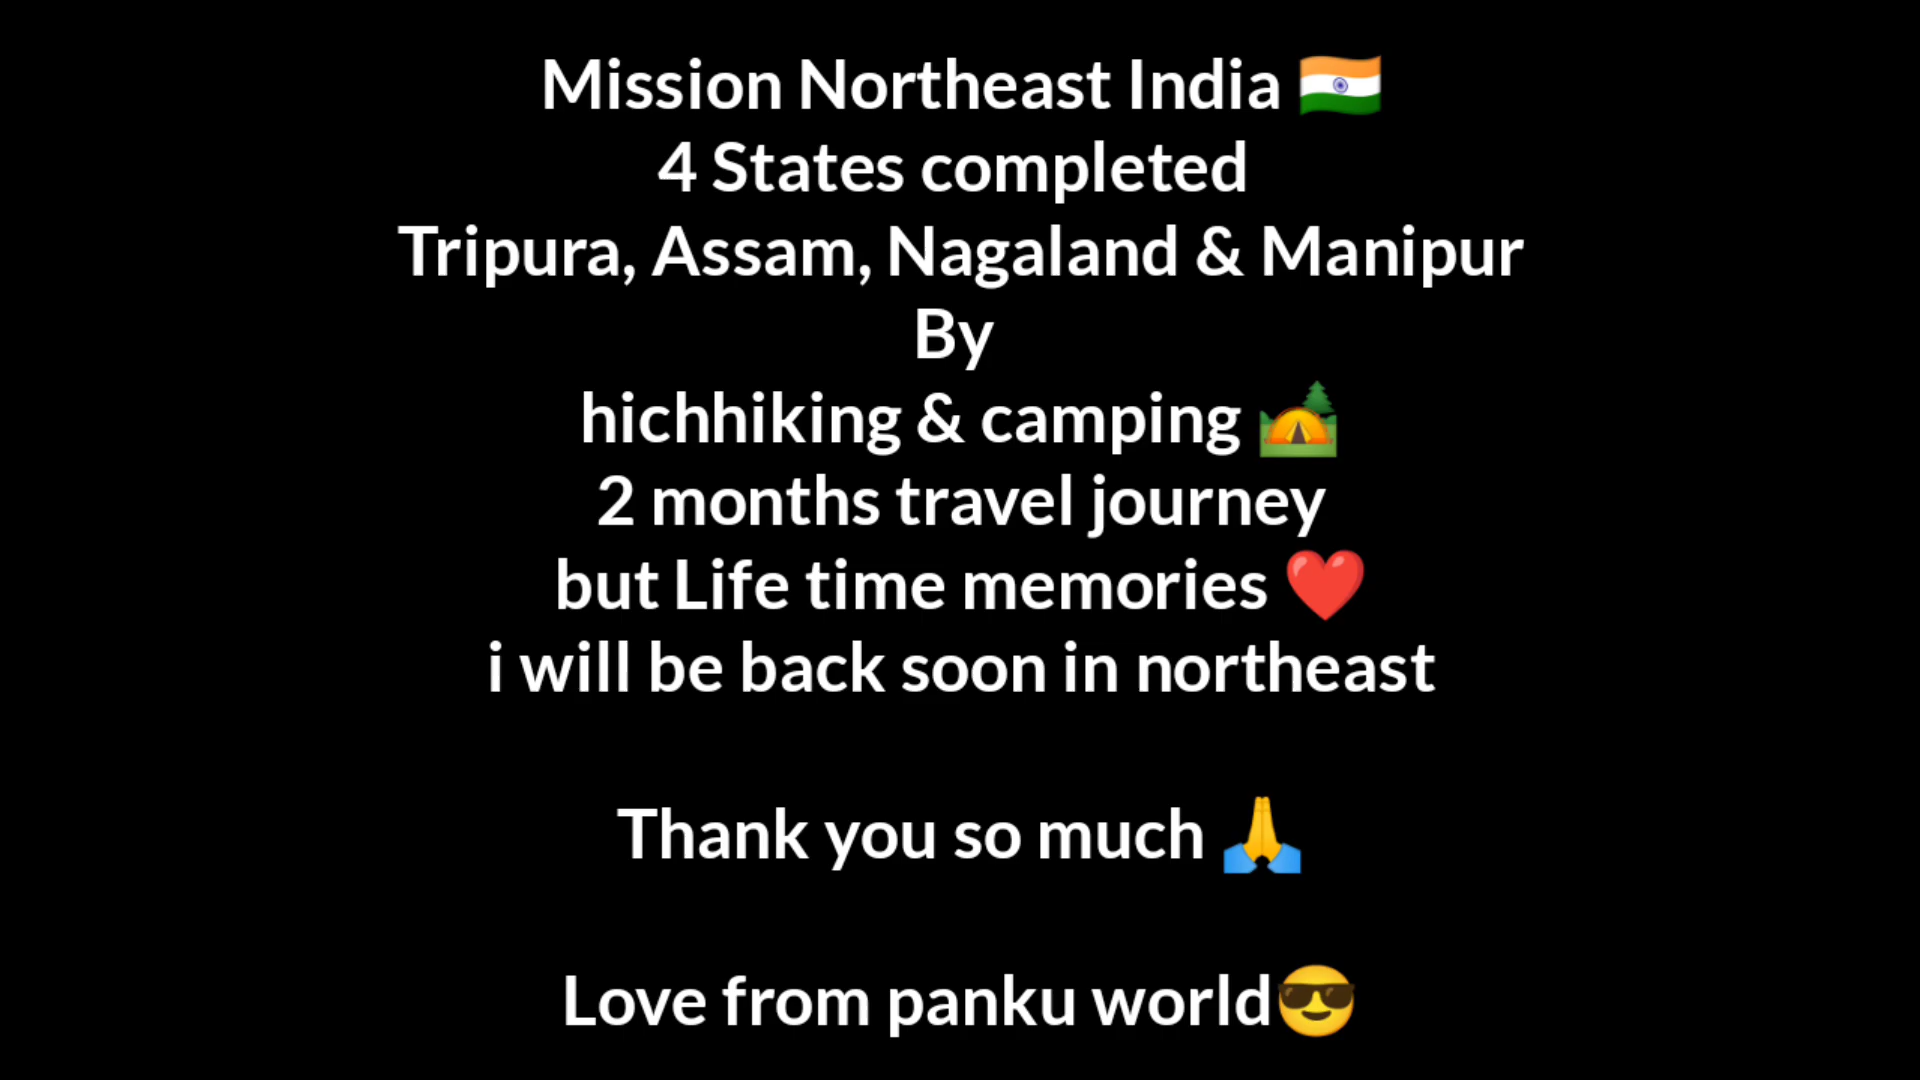 Mission Northeast India 🇮🇳
4 States completed
Tripura, Assam, Nagaland & Manipur
By
hichhiking & camping 🏕️
2 months travel journey
but Life time memories ❤️
i will be back soon in northeast
Thank you so much 🙏
Love from panku world😎